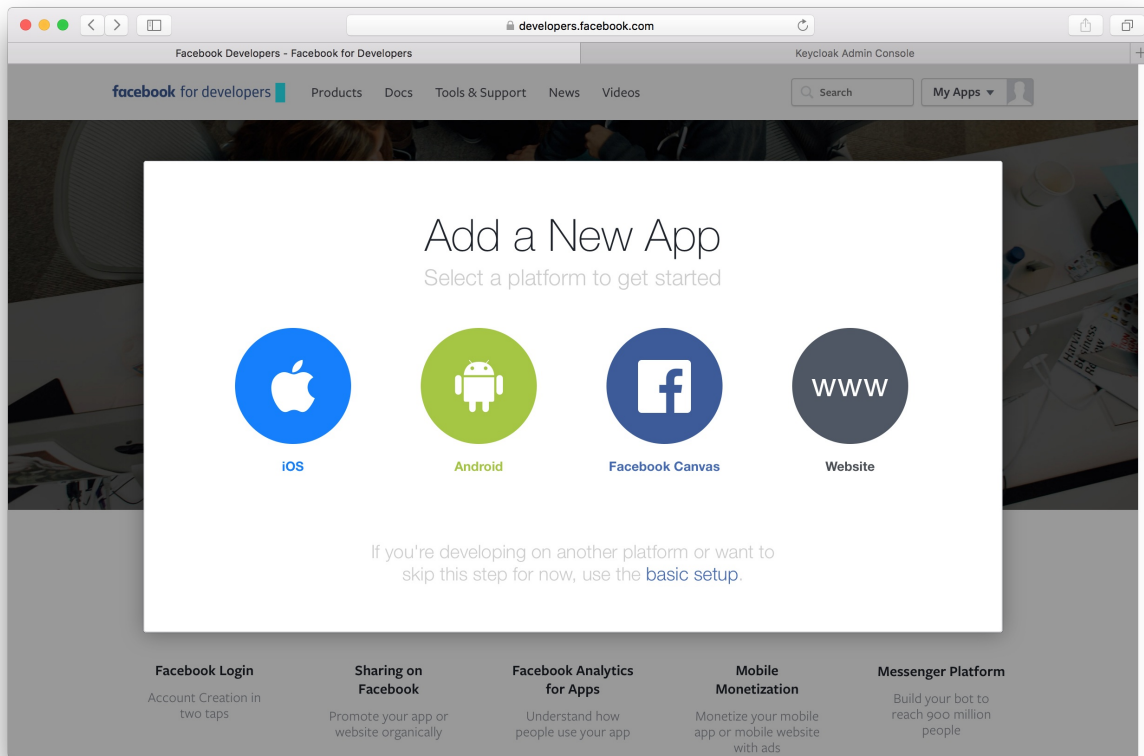 developers.facebook.com
Facebook Developers - Facebook for Developers
Keycloak Admin Console
facebook for developers
Products
Docs
Tools & Support
News
Videos
Search
My Apps
Add a New App
Select a platform to get started
www
iOS
Android
Facebook Canvas
Website
If you're developing on another platform or want to
skip this step for now, use the basic setup.
Facebook Login
Account Creation in
two taps
Sharing on
Facebook
Promote your app or
website organically
Facebook Analytics
for Apps
Understand how
people use your app
Mobile
Monetization
Monetize your mobile
app or mobile website
with ads
Messenger Platform
Build your bot to
reach 900 million
people